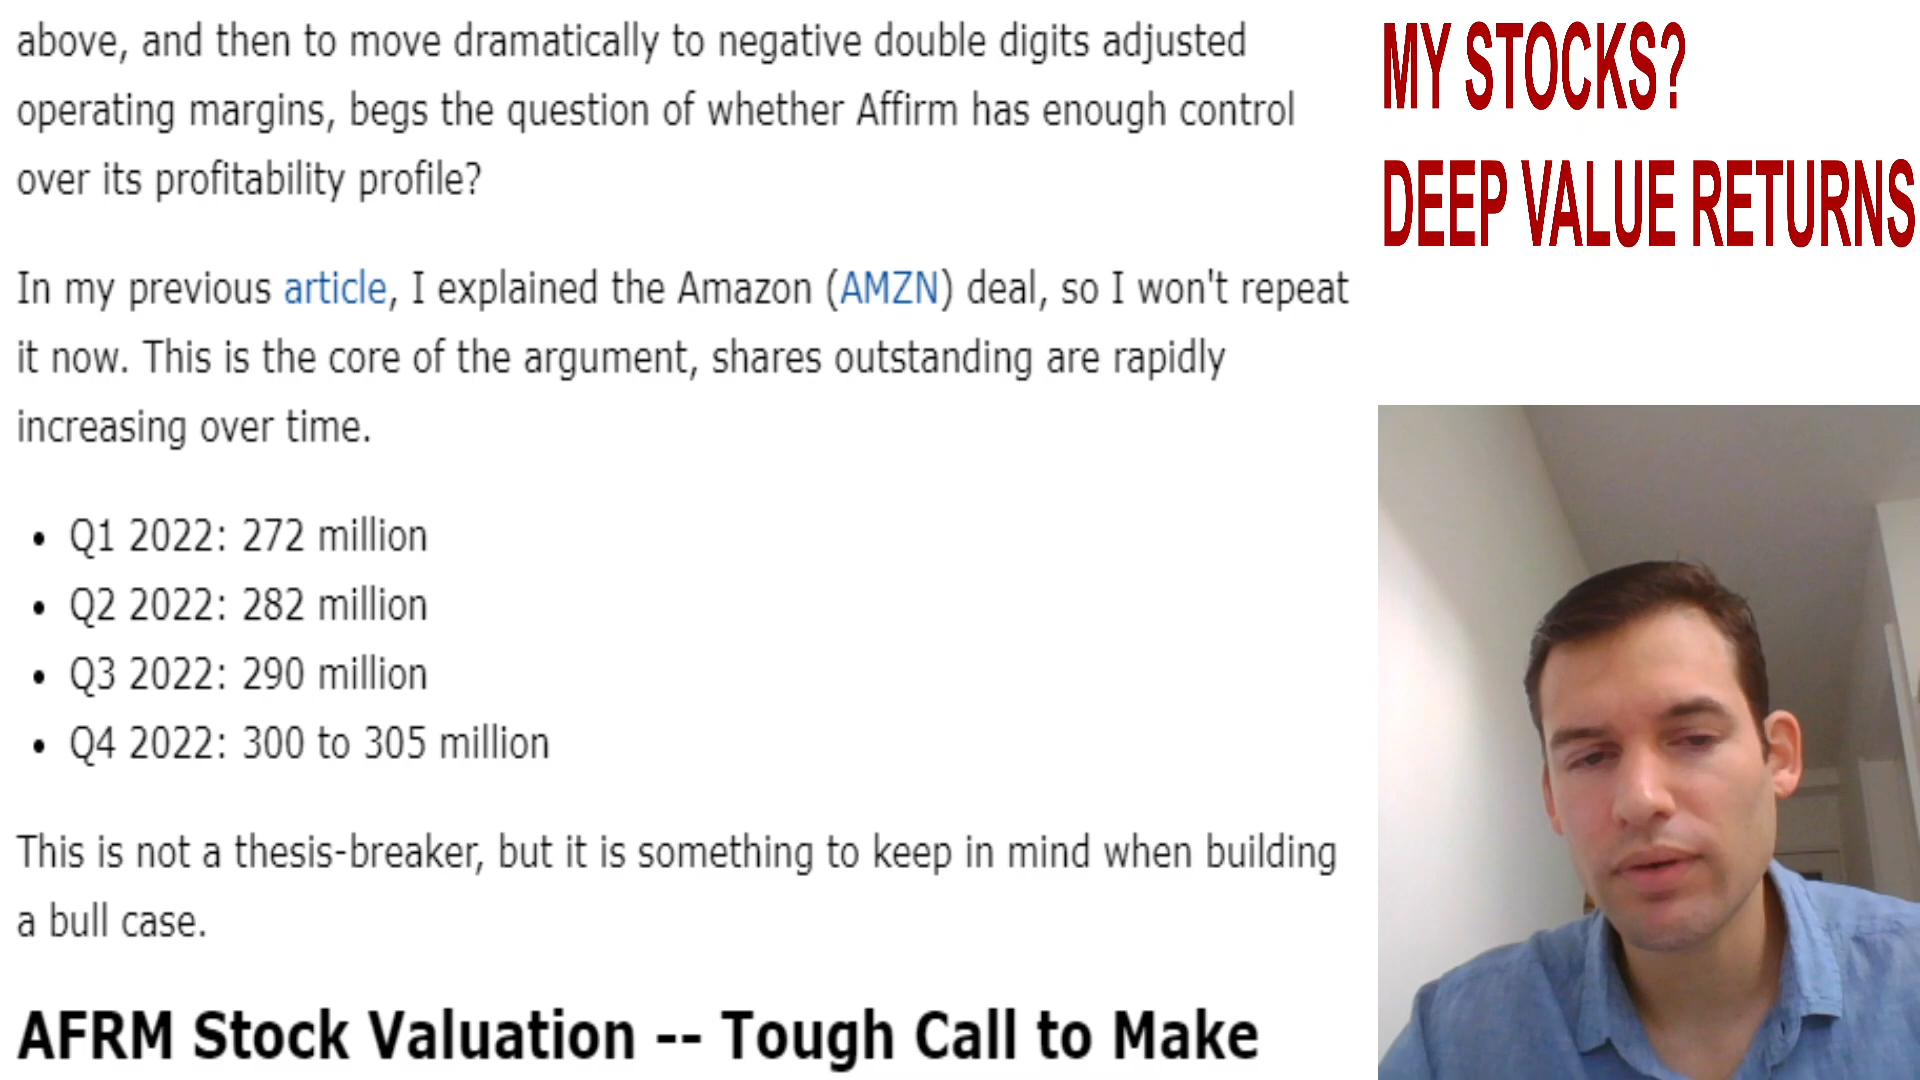 above, and then to move dramatically to negative double digits adjusted
operating margins, begs the question of whether Affirm has enough control
over its profitability profile?
In my previous article, I explained the Amazon (AMZN) deal, so I won't repeat
it now. This is the core of the argument, shares outstanding are rapidly
increasing over time.
• Q1 2022: 272 million
• Q2 2022: 282 million
• Q3 2022: 290 million
• Q4 2022: 300 to 305 million
This is not a thesis-breaker, but it is something to keep in mind when building
a bull case.
AFRM Stock Valuation -- Tough Call to Make
MY STOCKS?
DEEP VALUE RETURNS